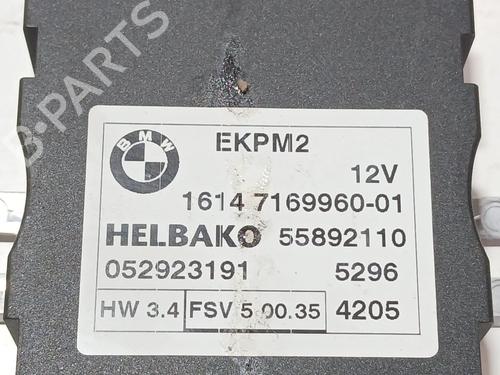 B-PARTS
BMW
EKPM2
12V
1614 7169960-01
HELBAKO 55892110
052923191 5296
HW 3.4 FSV 5.00.35 4205